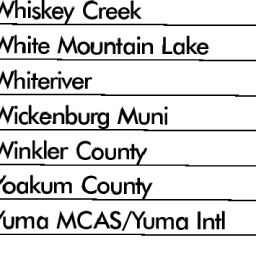 Whiskey Creek
White Mountain Lake
Whiteriver
Wickenburg Muni
Winkler County
Yoakum County
Yuma MCAS/Yuma Intl